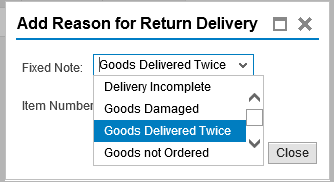 Add Reason for Return Delivery
Fixed Note: Goods Delivered Twice
Delivery Incomplete
Item Number
Goods Damaged
Goods Delivered Twice
Goods not Ordered
Close